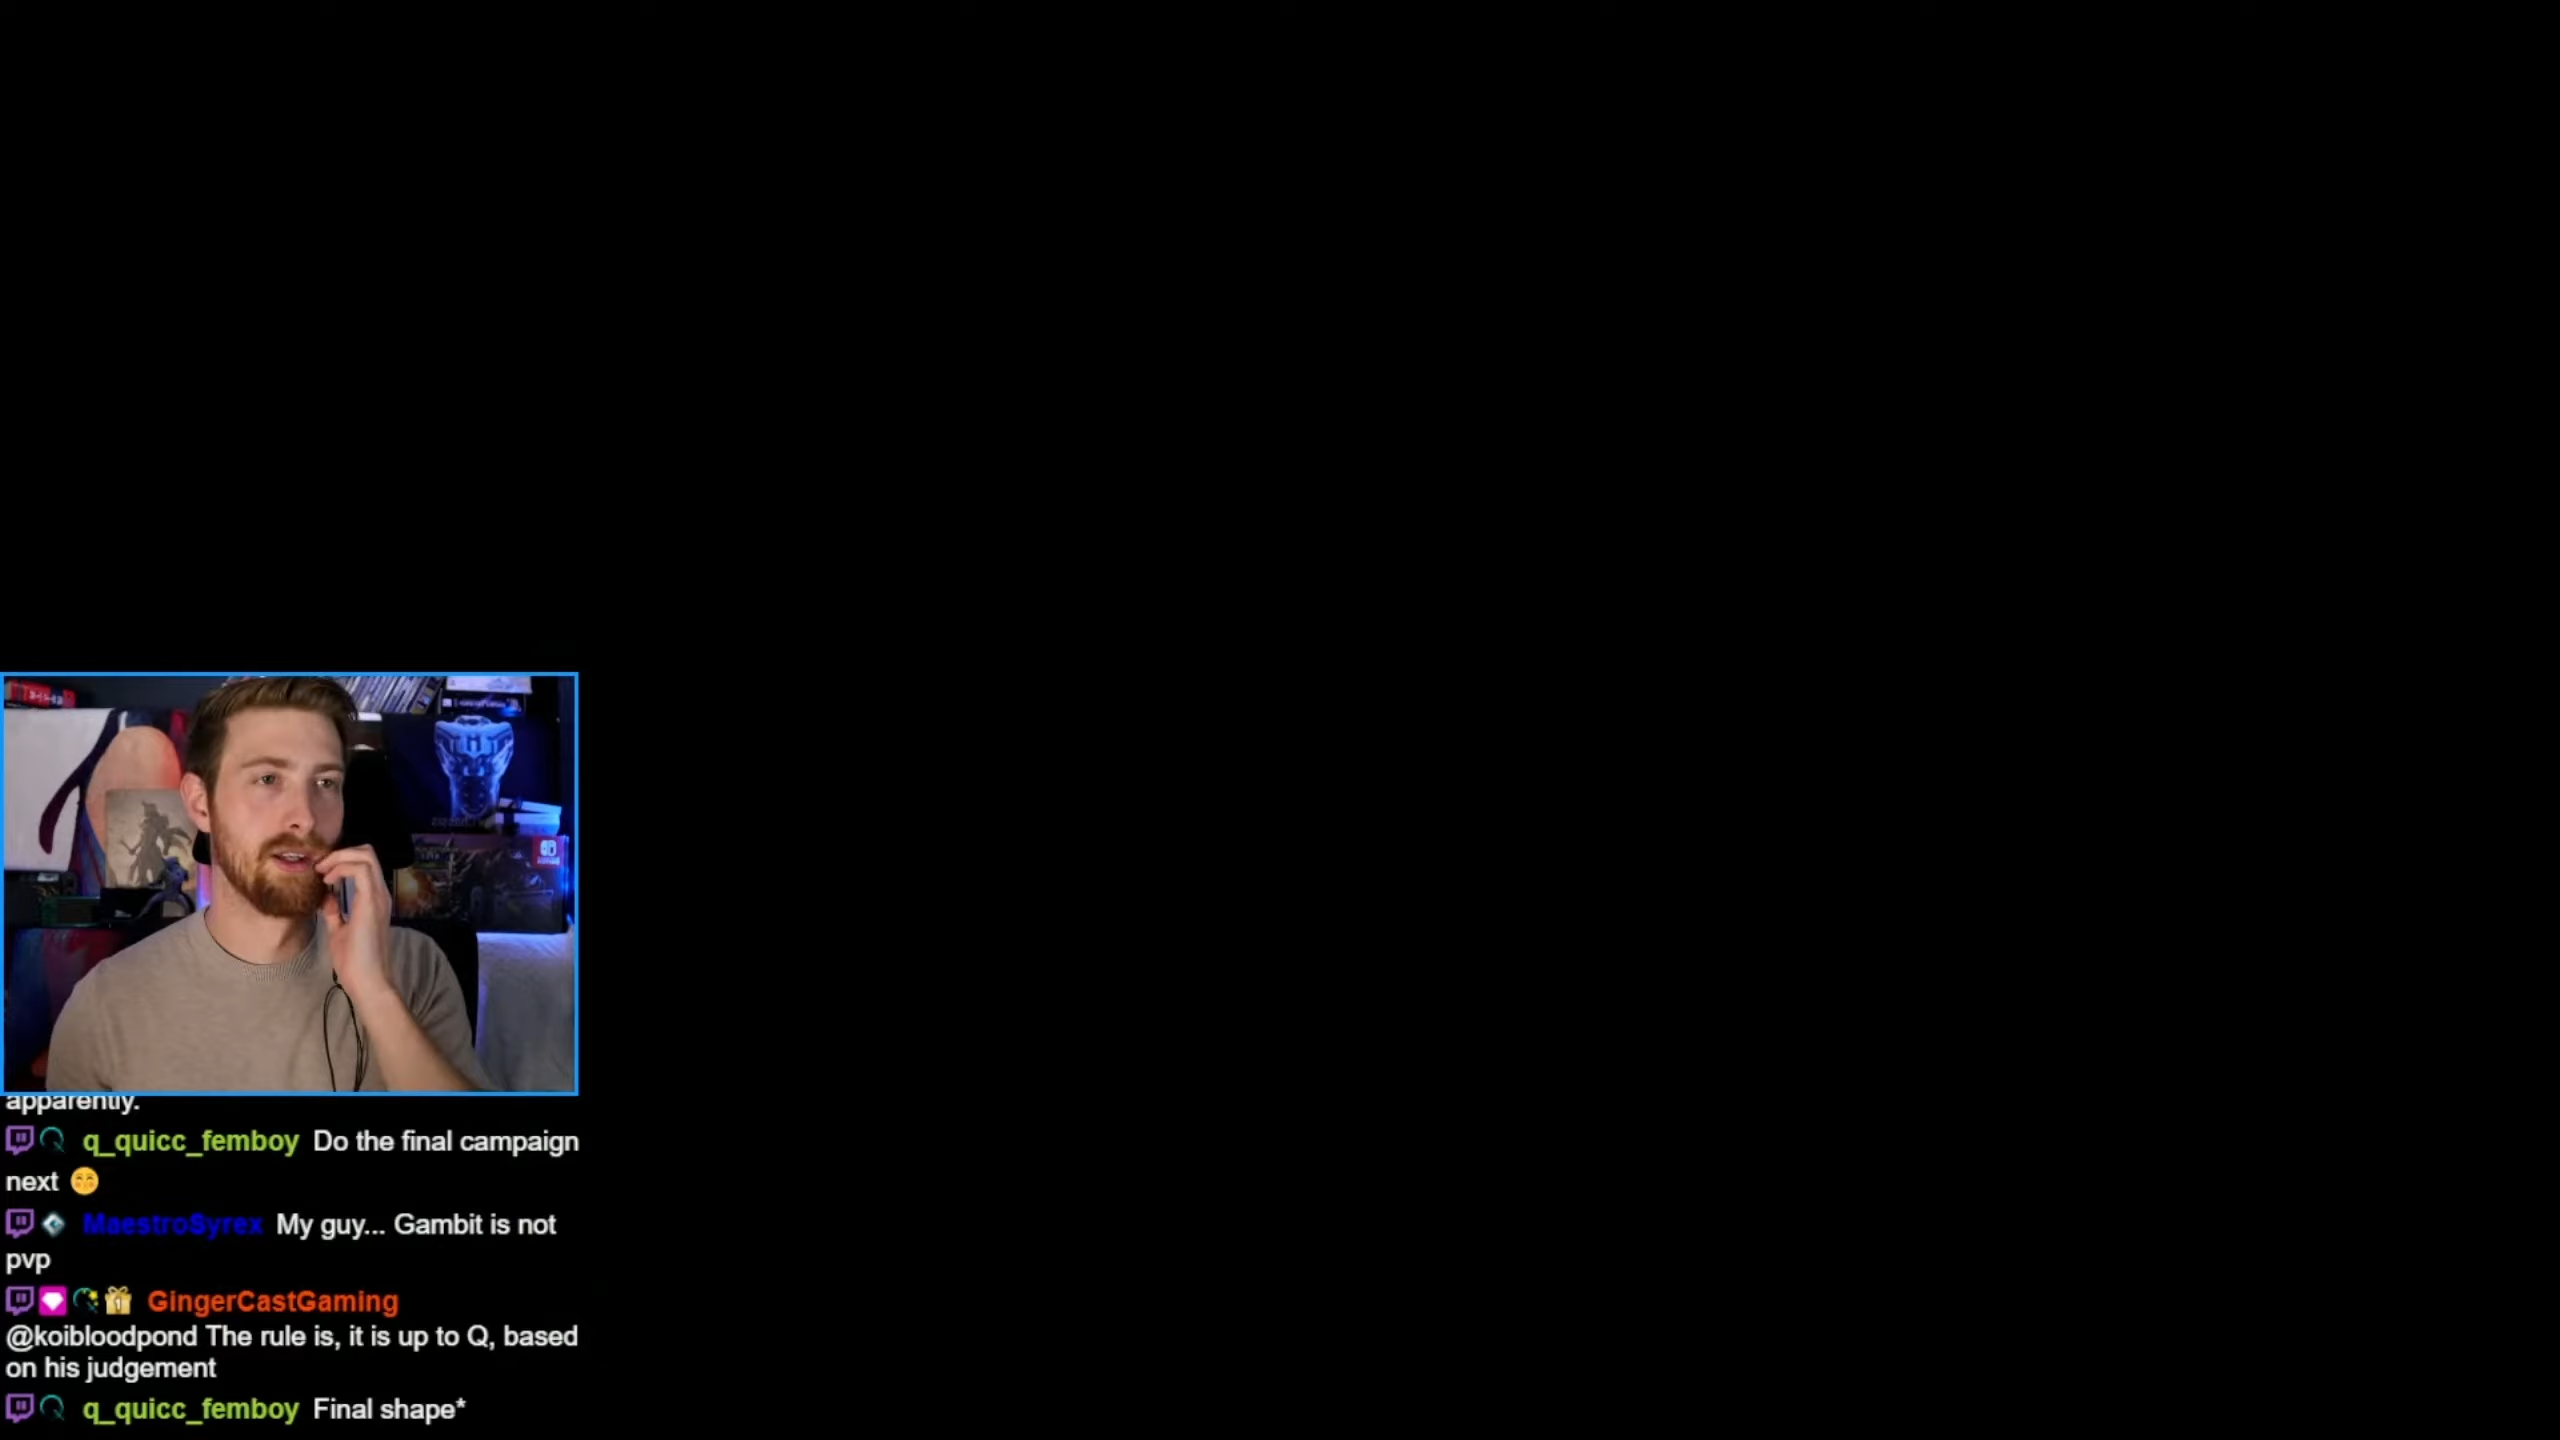 apparently.
q_quicc_femboy Do the final campaign
next 😁
MaestroSyrex My guy... Gambit is not
pvp
GingerCastGaming
@koibloodpond The rule is, it is up to Q, based
on his judgement
q_quicc_femboy Final shape*